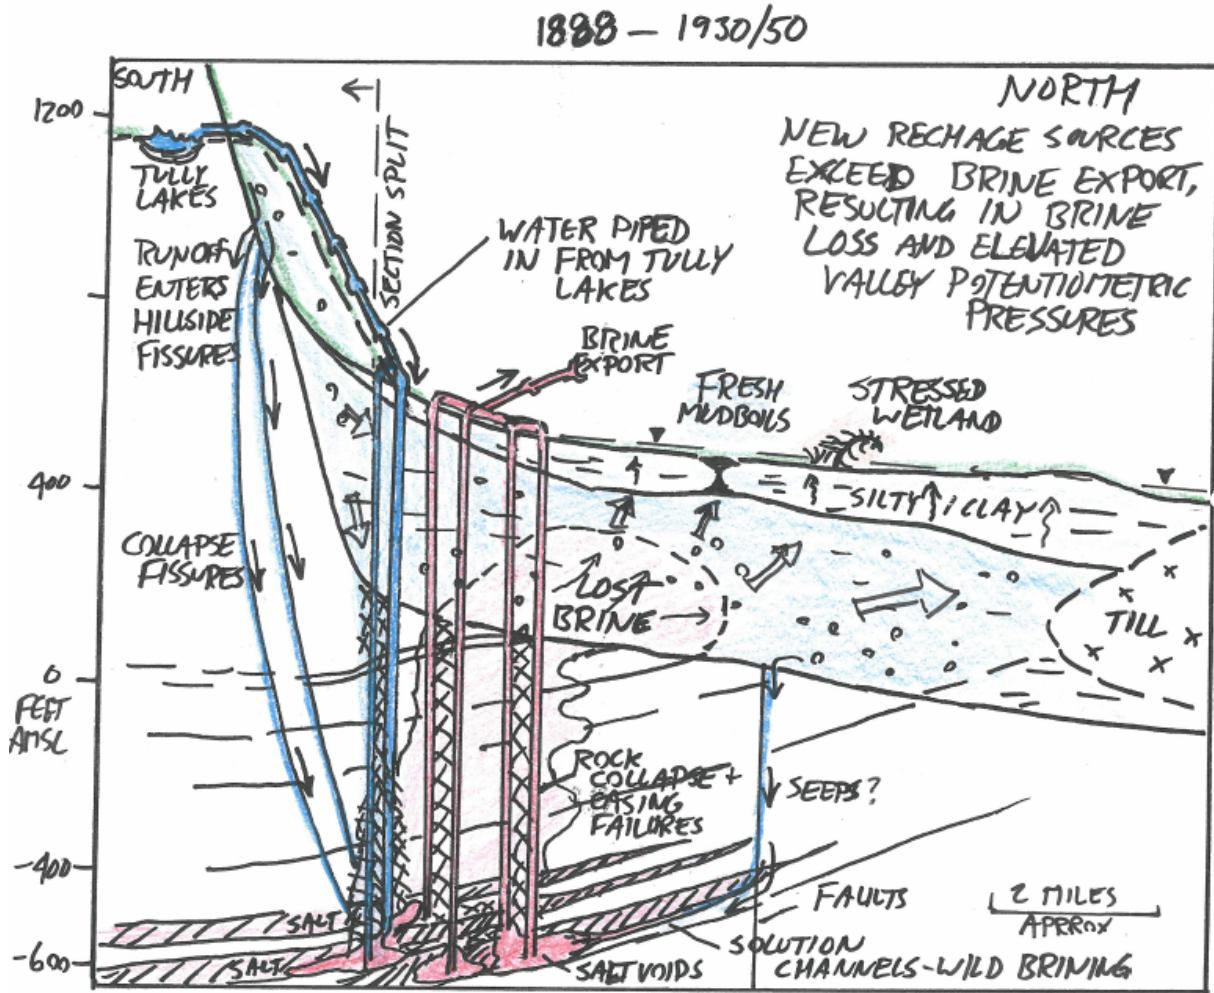 1888 – 1930/50
SOUTH
NORTH
1200
NEW RECHAGE SOURCES
EXCEED BRINE EXPORT,
RESULTING IN BRINE
LOSS AND ELEVATED
VALLEY POTENTIOMETRIC
PRESSURES
TULLY
LAKES
SECTION SPLIT
WATER PIPED
IN FROM TULLY
LAKES
RUNOFF
ENTERS
HILLSIDE
FISSURES
BRINE
EXPORT
FRESH
MUDBOILS
STRESSED
WETLAND
400
SILTY CLAY
COLLAPSE
FISSURES
LOST
BRINE
TILL
0
FEET
AMSL
ROCK
COLLAPSE +
CASING
FAILURES
SEEPS?
-400
FAULTS
2 MILES
APRROX
SALT
SALT
-600
SALT VOIDS
SOLUTION
CHANNELS-WILD BRINING